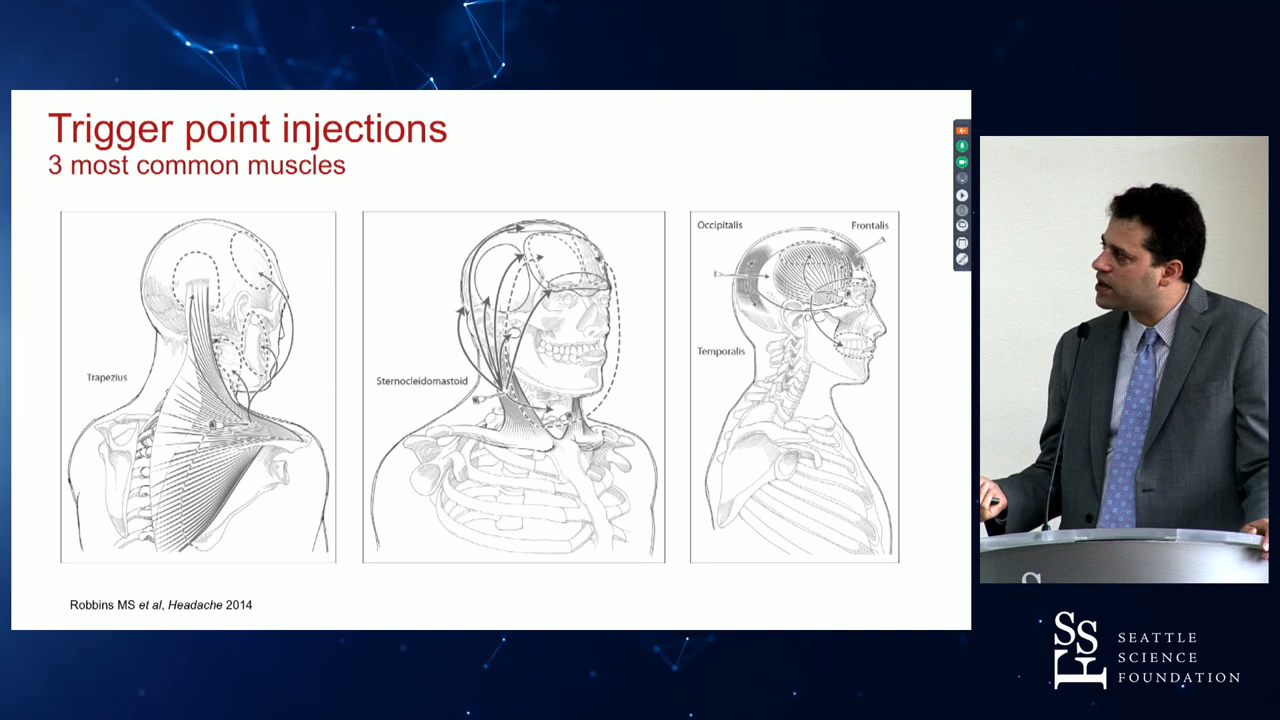 Trigger point injections
3 most common muscles
Trapezius
Sternocleidomastoid
Occipitalis
Frontalis
Temporalis
Robbins MS et al, Headache 2014
S
SSF
SEATTLE
SCIENCE
FOUNDATION